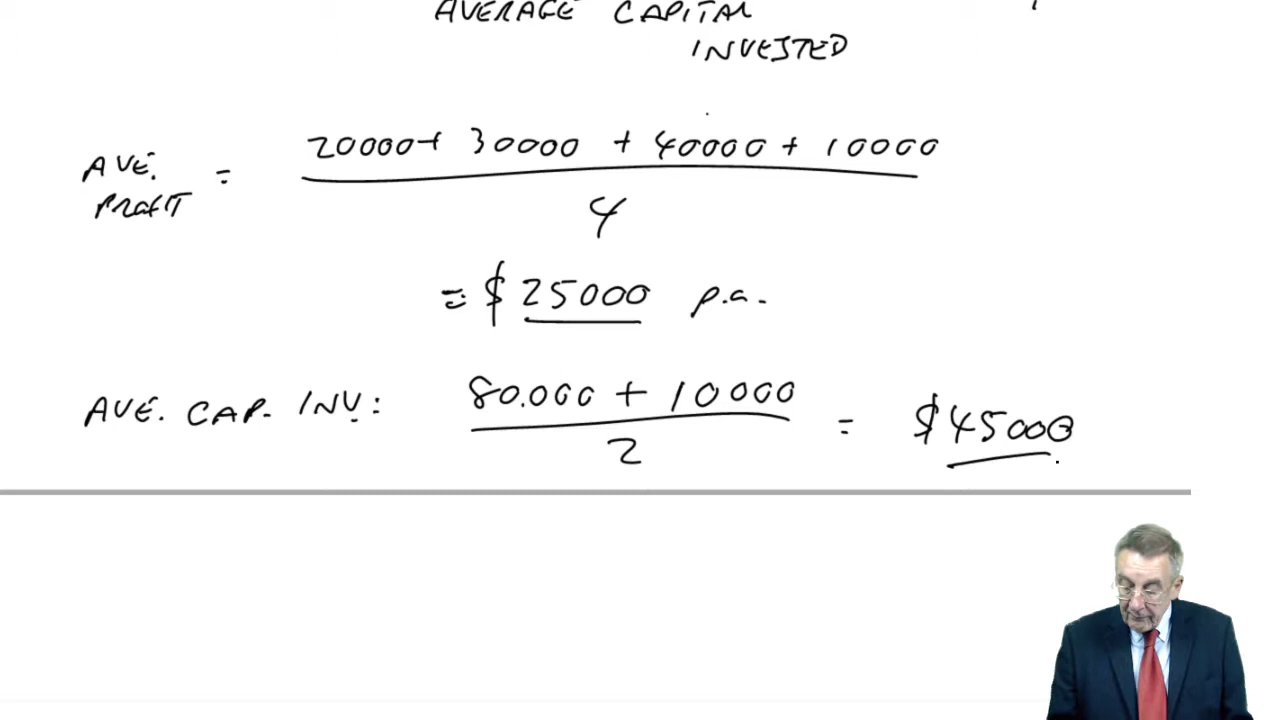 AVERAGE CAPITAL
INVESTED
AVE. PROFIT = 20000 + 30000 + 40000 + 10000
4
= $ 25000 p.a.
AVE. CAP. INV: 80.000 + 10000 = $45000
2